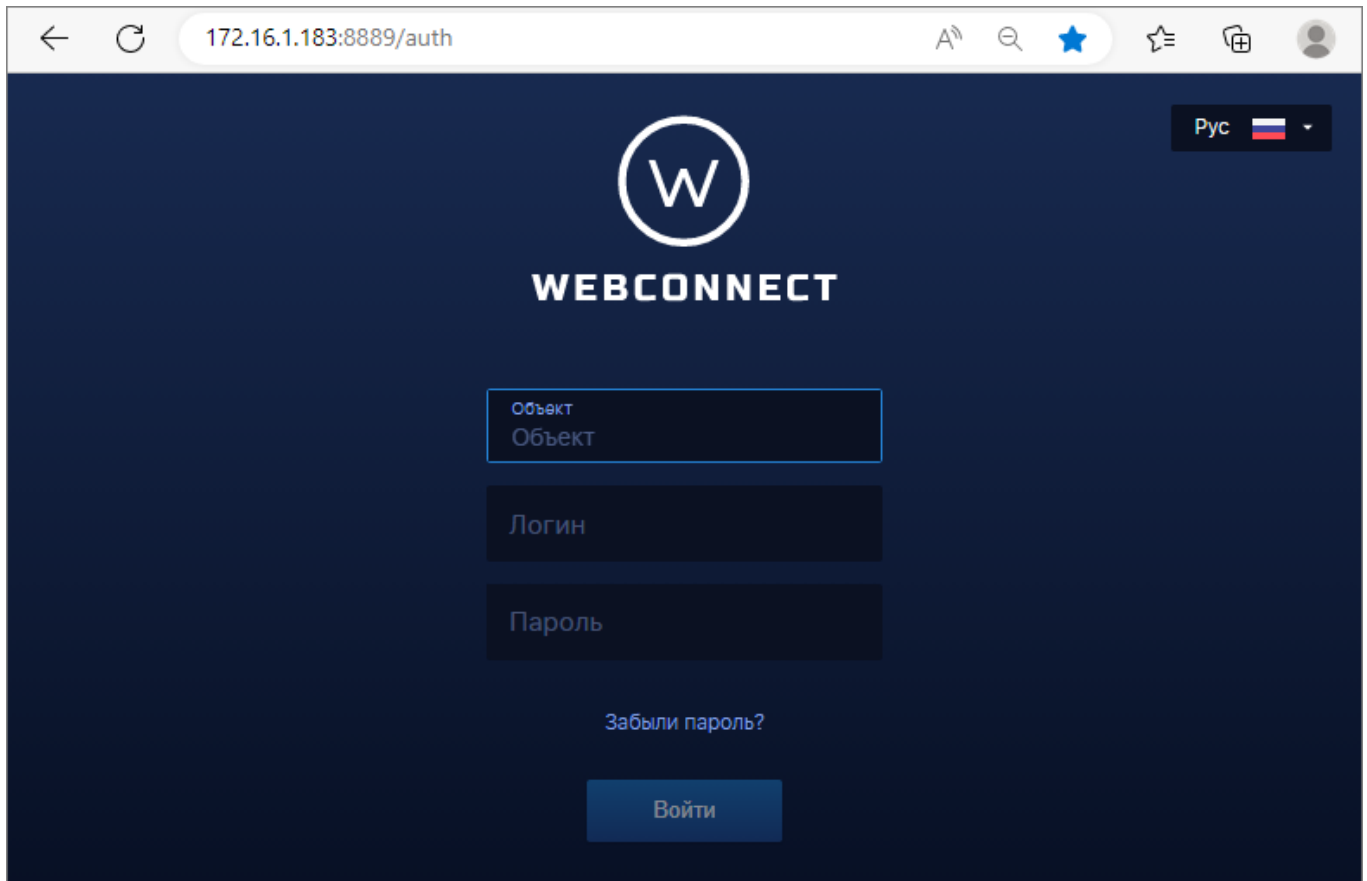 172.16.1.183:8889/auth
Рус
W
WEBCONNECT
Объект
Объект
Логин
Пароль
Забыли пароль?
Войти